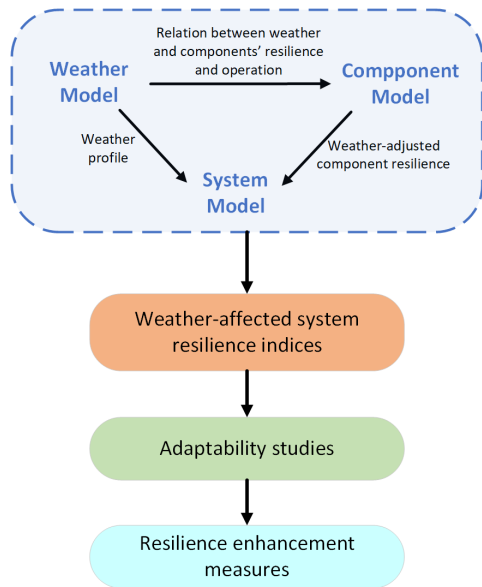 Relation between weather
and components' resilience
and operation
Weather
Model
Compponent
Model
Weather
profile
Weather-adjusted
component resilience
System
Model
Weather-affected system
resilience indices
Adaptability studies
Resilience enhancement
measures